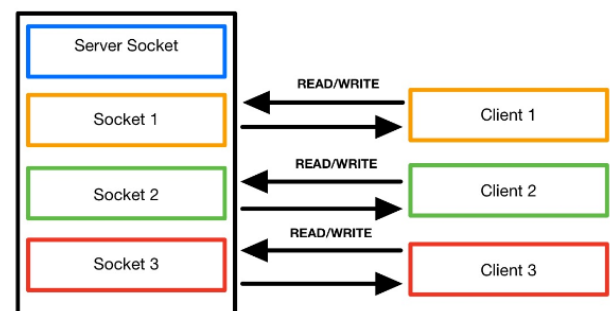 Server Socket
READ/WRITE
Socket 1
Client 1
READ/WRITE
Socket 2
Client 2
READ/WRITE
Socket 3
Client 3